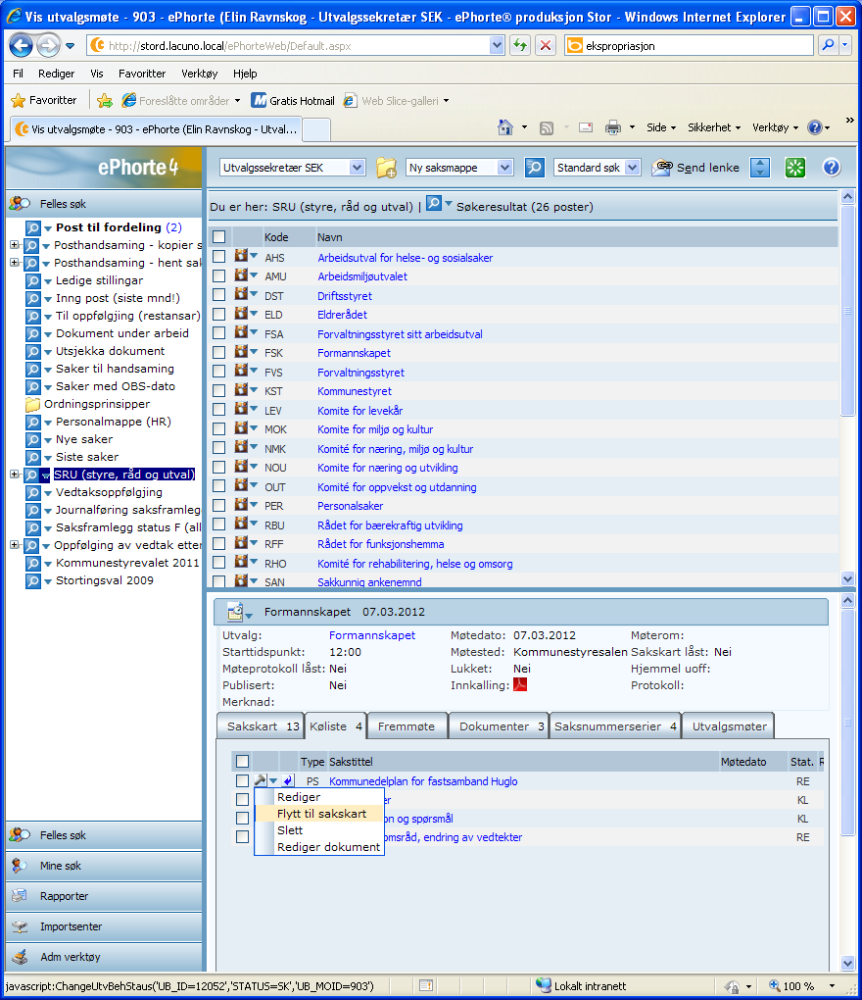 Vis utvalgsmøte - 903 - ePhorte (Elin Ravnskog - Utvalgssekretær SEK - ePhorte® produksjon Stor - Windows Internet Explorer
http://stord.lacuno.local/ePhorteWeb/Default.aspx
ekspropriasjon
Fil Rediger Vis Favoritter Verktøy Hjelp
Favoritter Foreslåtte områder Gratis Hotmail Web Slice-galleri
Vis utvalgsmøte - 903 - ePhorte (Elin Ravnskog - Utval...
Side Sikkerhet Verktøy »
ePhorte 4
Utvalgssekretær SEK Ny saksmappe Standard søk Send lenke
Felles søk
Post til fordeling (2)
Posthandsaming - kopier s
Posthandsaming - hent sak
Ledige stillingar
Inng post (siste mnd!)
Til oppfølgjing (restansar)
Dokument under arbeid
Utsjekka dokument
Saker til handsaming
Saker med OBS-dato
Ordningsprinsipper
Personalmappe (HR)
Nye saker
Siste saker
SRU (styre, råd og utval)
Vedtaksoppfølgjing
Journalføring saksframleg
Saksframlegg status F (all
Oppfølging av vedtak etter
Kommunestyrevalet 2011
Stortingsval 2009
Felles søk
Mine søk
Rapporter
Importsenter
Adm verktøy
Du er her: SRU (styre, råd og utval) | Søkeresultat (26 poster)
Kode Navn
AHS Arbeidsutval for helse- og sosialsaker
AMU Arbeidsmiljøutvalet
DST Driftsstyret
ELD Eldrerådet
FSA Forvaltningsstyret sitt arbeidsutval
FSK Formannskapet
FVS Forvaltningsstyret
KST Kommunestyret
LEV Komite for levekår
MOK Komite for miljø og kultur
NMK Komite for næring, miljø og kultur
NOU Komité for næring og utvikling
OUT Komité for oppvekst og utdanning
PER Personalsaker
RBU Rådet for bærekraftig utvikling
RFF Rådet for funksjonshemma
RHO Komité for rehabilitering, helse og omsorg
SAN Sakkunnig ankenemnd
Formannskapet 07.03.2012
Utvalg: Formannskapet Møtedato: 07.03.2012 Møterom:
Starttidspunkt: 12:00 Møtested: Kommunestyresalen Sakskart låst: Nei
Møteprotokoll låst: Nei Lukket: Nei Hjemmel uoff:
Publisert: Nei Innkalling: Protokoll:
Merknad:
Sakskart 13 Køliste 4 Fremmøte Dokumenter 3 Saksnummerserier 4 Utvalgsmøter
Type Sakstittel Møtedato Stat. R
PS Kommunedelplan for fastsamband Huglo RE
er KL
on og spørsmål KL
omsråd, endring av vedtekter RE
Rediger
Flytt til sakskart
Slett
Rediger dokument
javascript:ChangeUtvBehStaus('UB_ID=12052','STATUS=SK','UB_MOID=903') Lokalt intranett 100 %